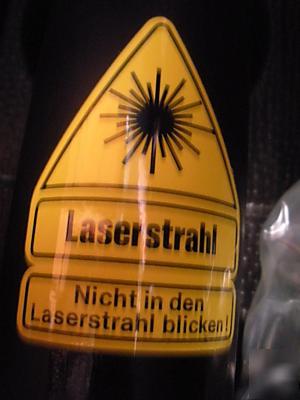 Laserstrahl
Nicht in den
Laserstrahl blicken!